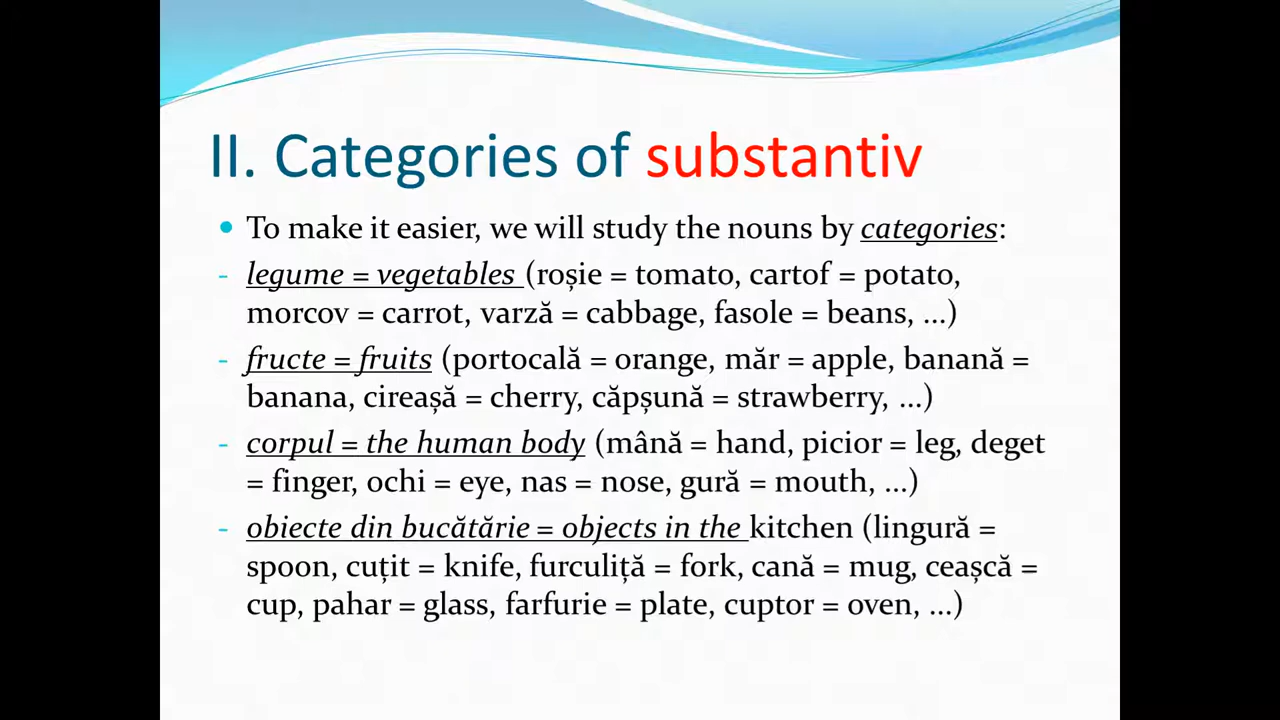 II. Categories of substantiv
• To make it easier, we will study the nouns by categories:
- legume = vegetables (roșie = tomato, cartof = potato,
morcov = carrot, varză = cabbage, fasole = beans, ...)
- fructe = fruits (portocală = orange, măr = apple, banană =
banana, cireașă = cherry, căpșună = strawberry, ...)
- corpul = the human body (mână = hand, picior = leg, deget
= finger, ochi = eye, nas = nose, gură = mouth, ...)
- obiecte din bucătărie = objects in the kitchen (lingură =
spoon, cuțit = knife, furculiță = fork, cană = mug, ceașcă =
cup, pahar = glass, farfurie = plate, cuptor = oven, ...)